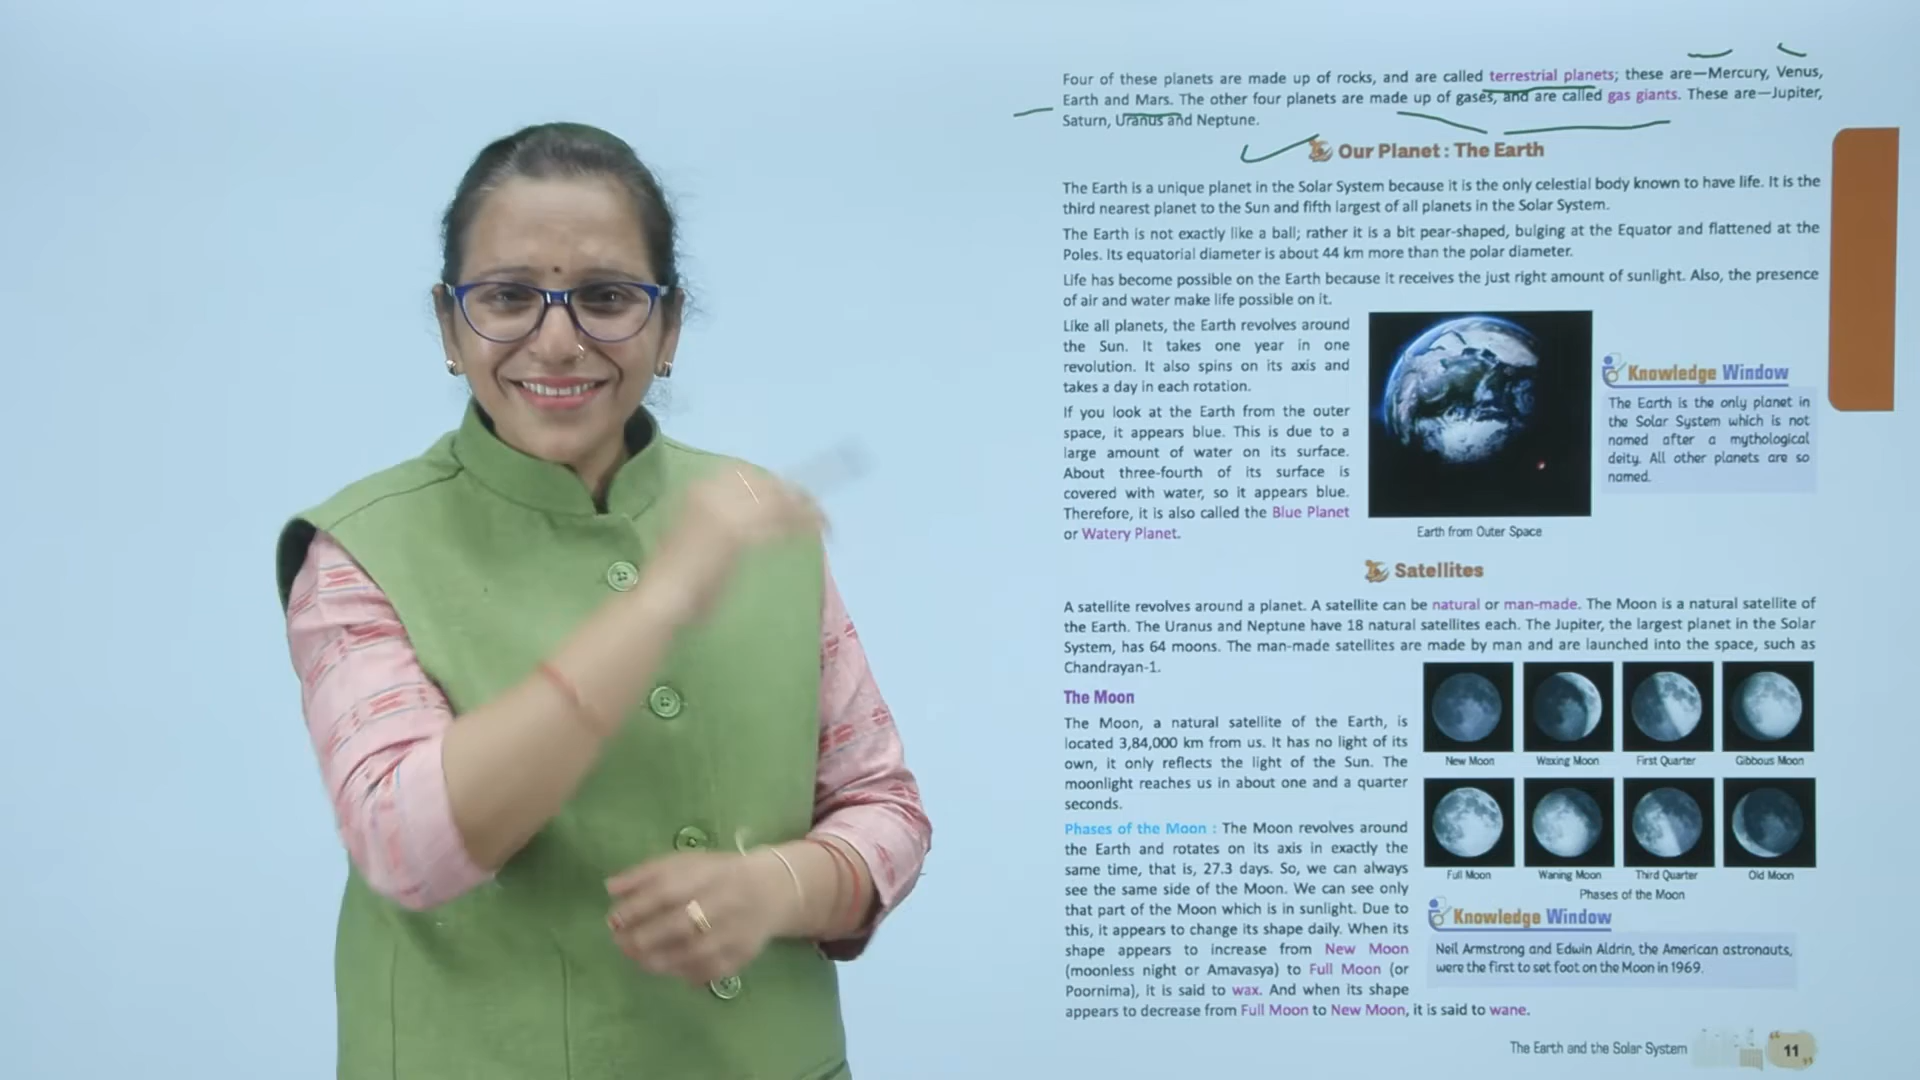 Four of these planets are made up of rocks, and are called terrestrial planets; these are—Mercury, Venus,
Earth and Mars. The other four planets are made up of gases, and are called gas giants. These are—Jupiter,
Saturn, Uranus and Neptune.
Our Planet : The Earth
The Earth is a unique planet in the Solar System because it is the only celestial body known to have life. It is the
third nearest planet to the Sun and fifth largest of all planets in the Solar System.
The Earth is not exactly like a ball; rather it is a bit pear-shaped, bulging at the Equator and flattened at the
Poles. Its equatorial diameter is about 44 km more than the polar diameter.
Life has become possible on the Earth because it receives the just right amount of sunlight. Also, the presence
of air and water make life possible on it.
Like all planets, the Earth revolves around
the Sun. It takes one year in one
revolution. It also spins on its axis and
takes a day in each rotation.
If you look at the Earth from the outer
space, it appears blue. This is due to a
large amount of water on its surface.
About three-fourth of its surface is
covered with water, so it appears blue.
Therefore, it is also called the Blue Planet
or Watery Planet.
Earth from Outer Space
Knowledge Window
The Earth is the only planet in
the Solar System which is not
named after a mythological
deity. All other planets are so
named.
Satellites
A satellite revolves around a planet. A satellite can be natural or man-made. The Moon is a natural satellite of
the Earth. The Uranus and Neptune have 18 natural satellites each. The Jupiter, the largest planet in the Solar
System, has 64 moons. The man-made satellites are made by man and are launched into the space, such as
Chandrayan-1.
The Moon
The Moon, a natural satellite of the Earth, is
located 3,84,000 km from us. It has no light of its
own, it only reflects the light of the Sun. The
moonlight reaches us in about one and a quarter
seconds.
Phases of the Moon : The Moon revolves around
the Earth and rotates on its axis in exactly the
same time, that is, 27.3 days. So, we can always
see the same side of the Moon. We can see only
that part of the Moon which is in sunlight. Due to
this, it appears to change its shape daily. When its
shape appears to increase from New Moon
(moonless night or Amavasya) to Full Moon (or
Poornima), it is said to wax. And when its shape
appears to decrease from Full Moon to New Moon, it is said to wane.
New Moon Waxing Moon First Quarter Gibbous Moon
Full Moon Waning Moon Third Quarter Old Moon
Phases of the Moon
Knowledge Window
Neil Armstrong and Edwin Aldrin, the American astronauts,
were the first to set foot on the Moon in 1969.
The Earth and the Solar System 11